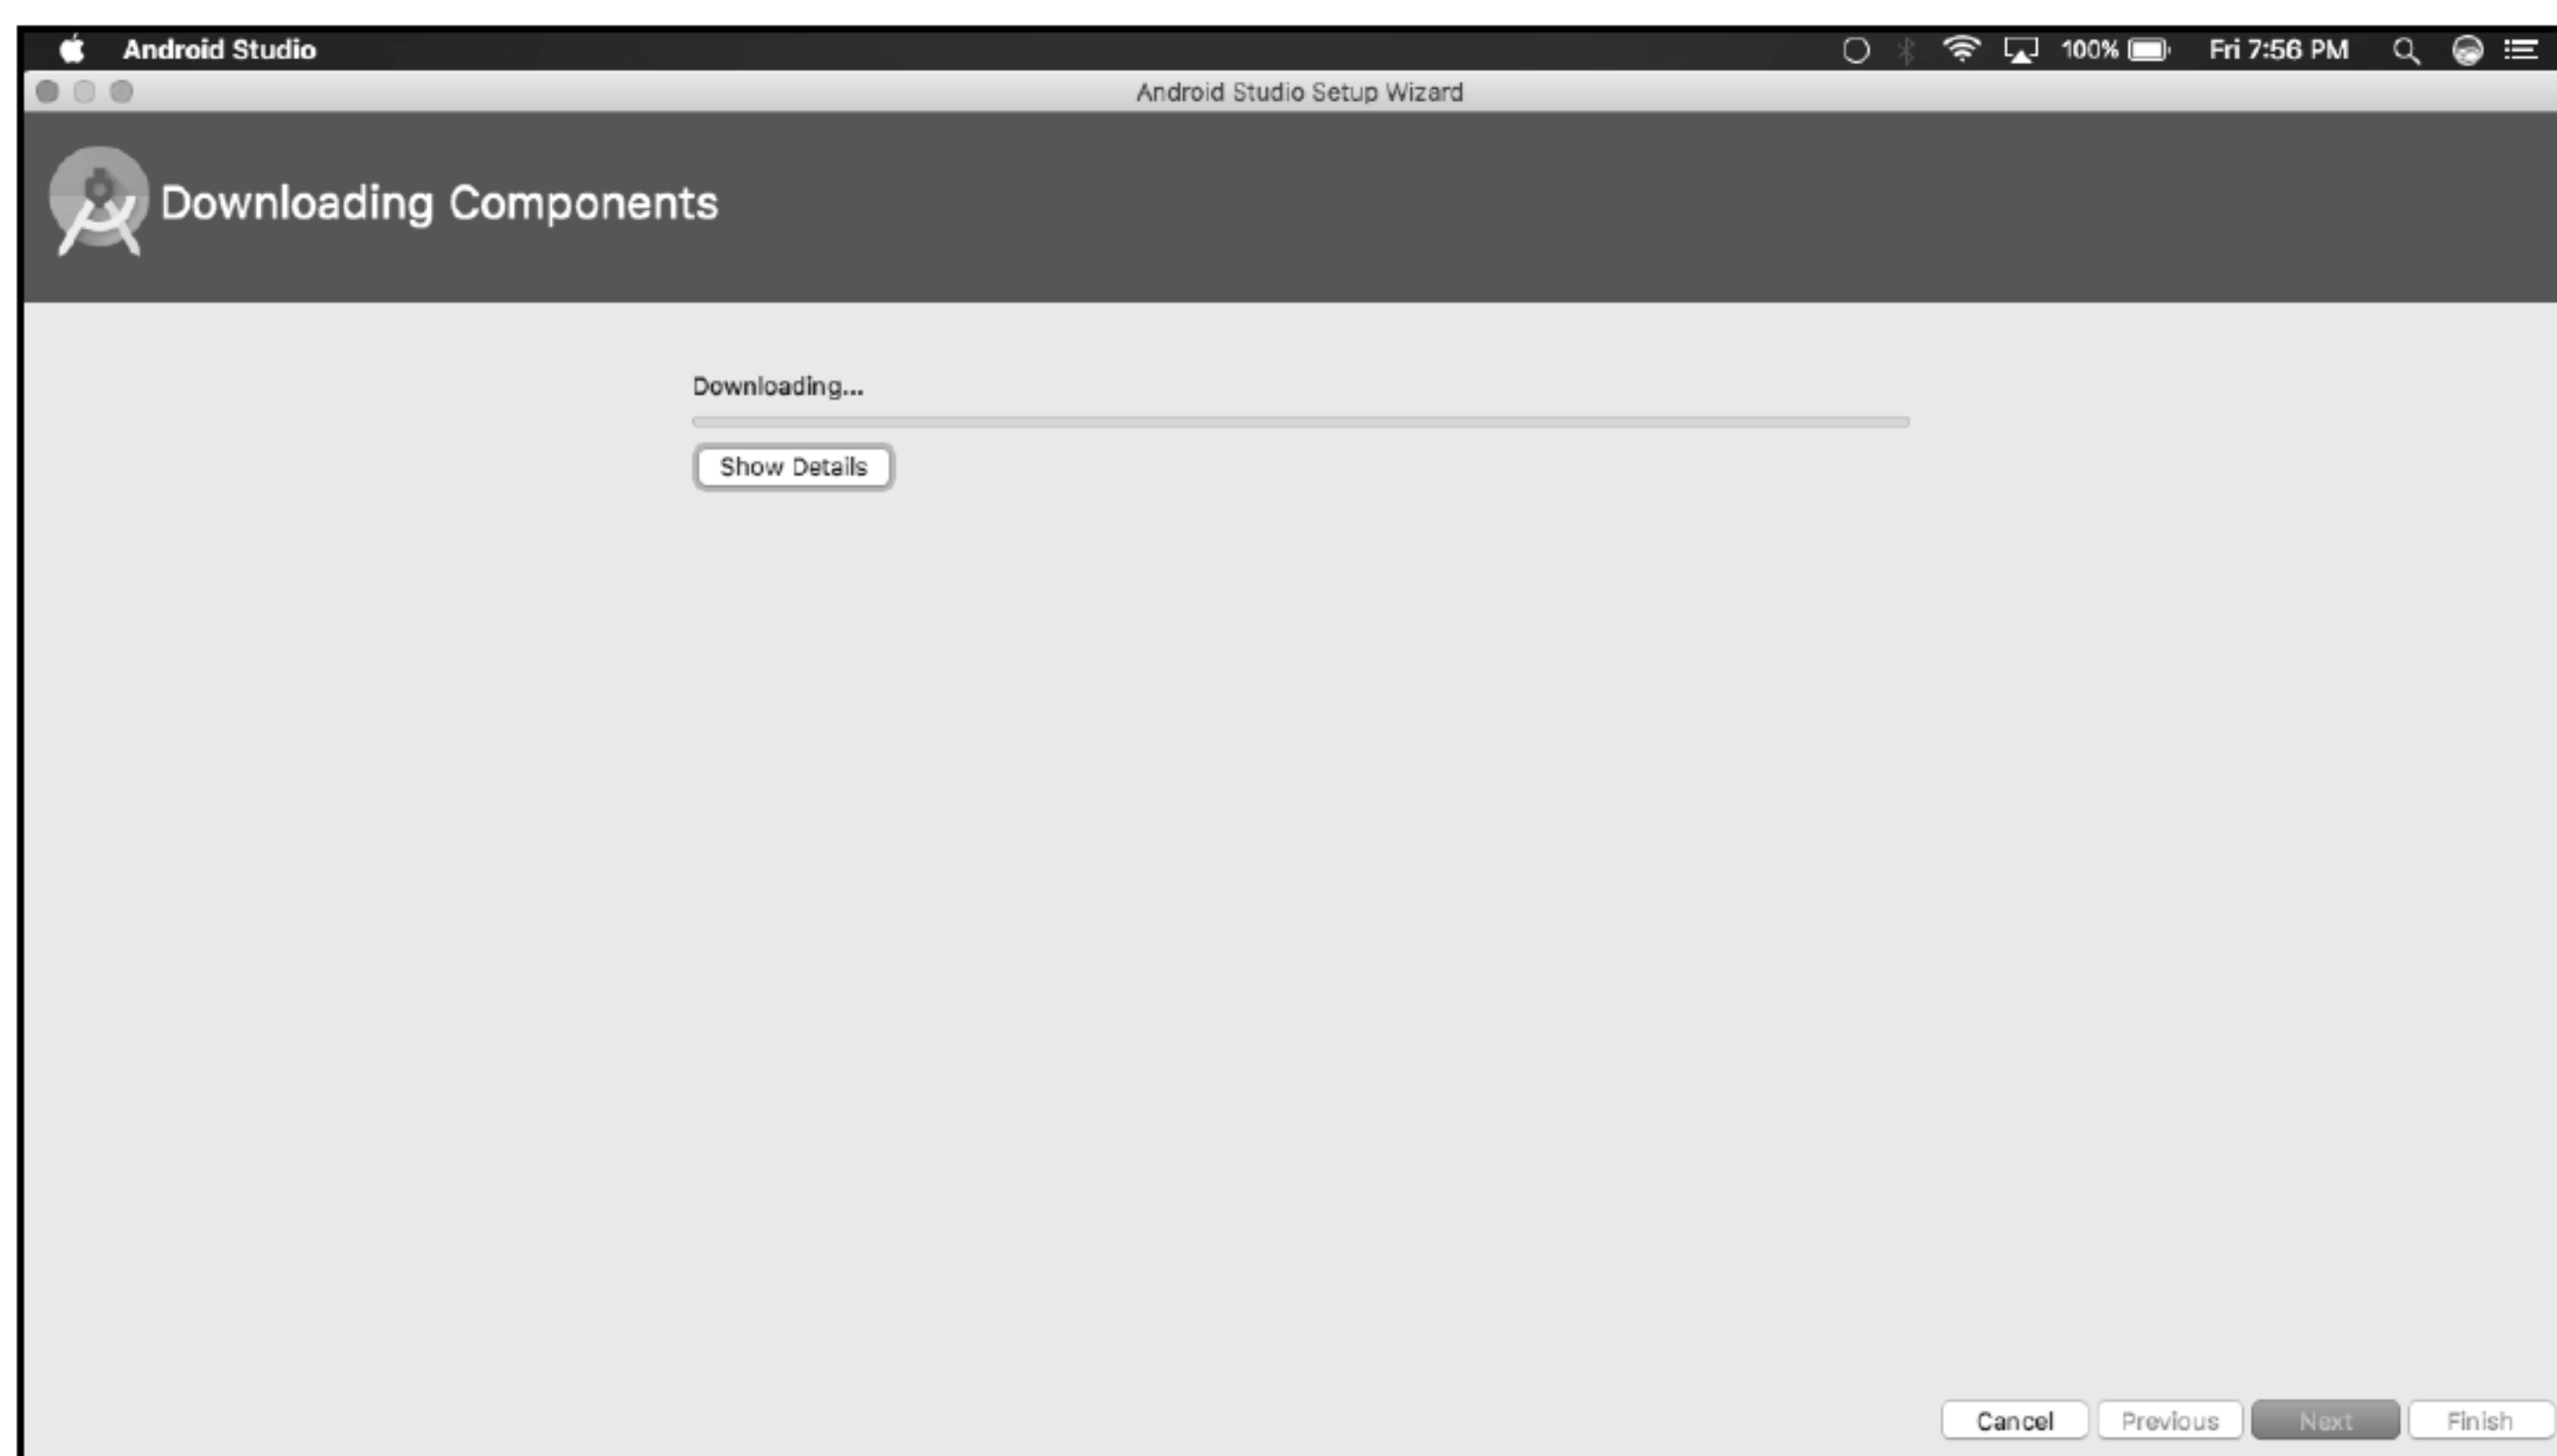 Android Studio 100% Fri 7:56 PM
Android Studio Setup Wizard
Downloading Components
Downloading...
Show Details
Cancel Previous Next Finish